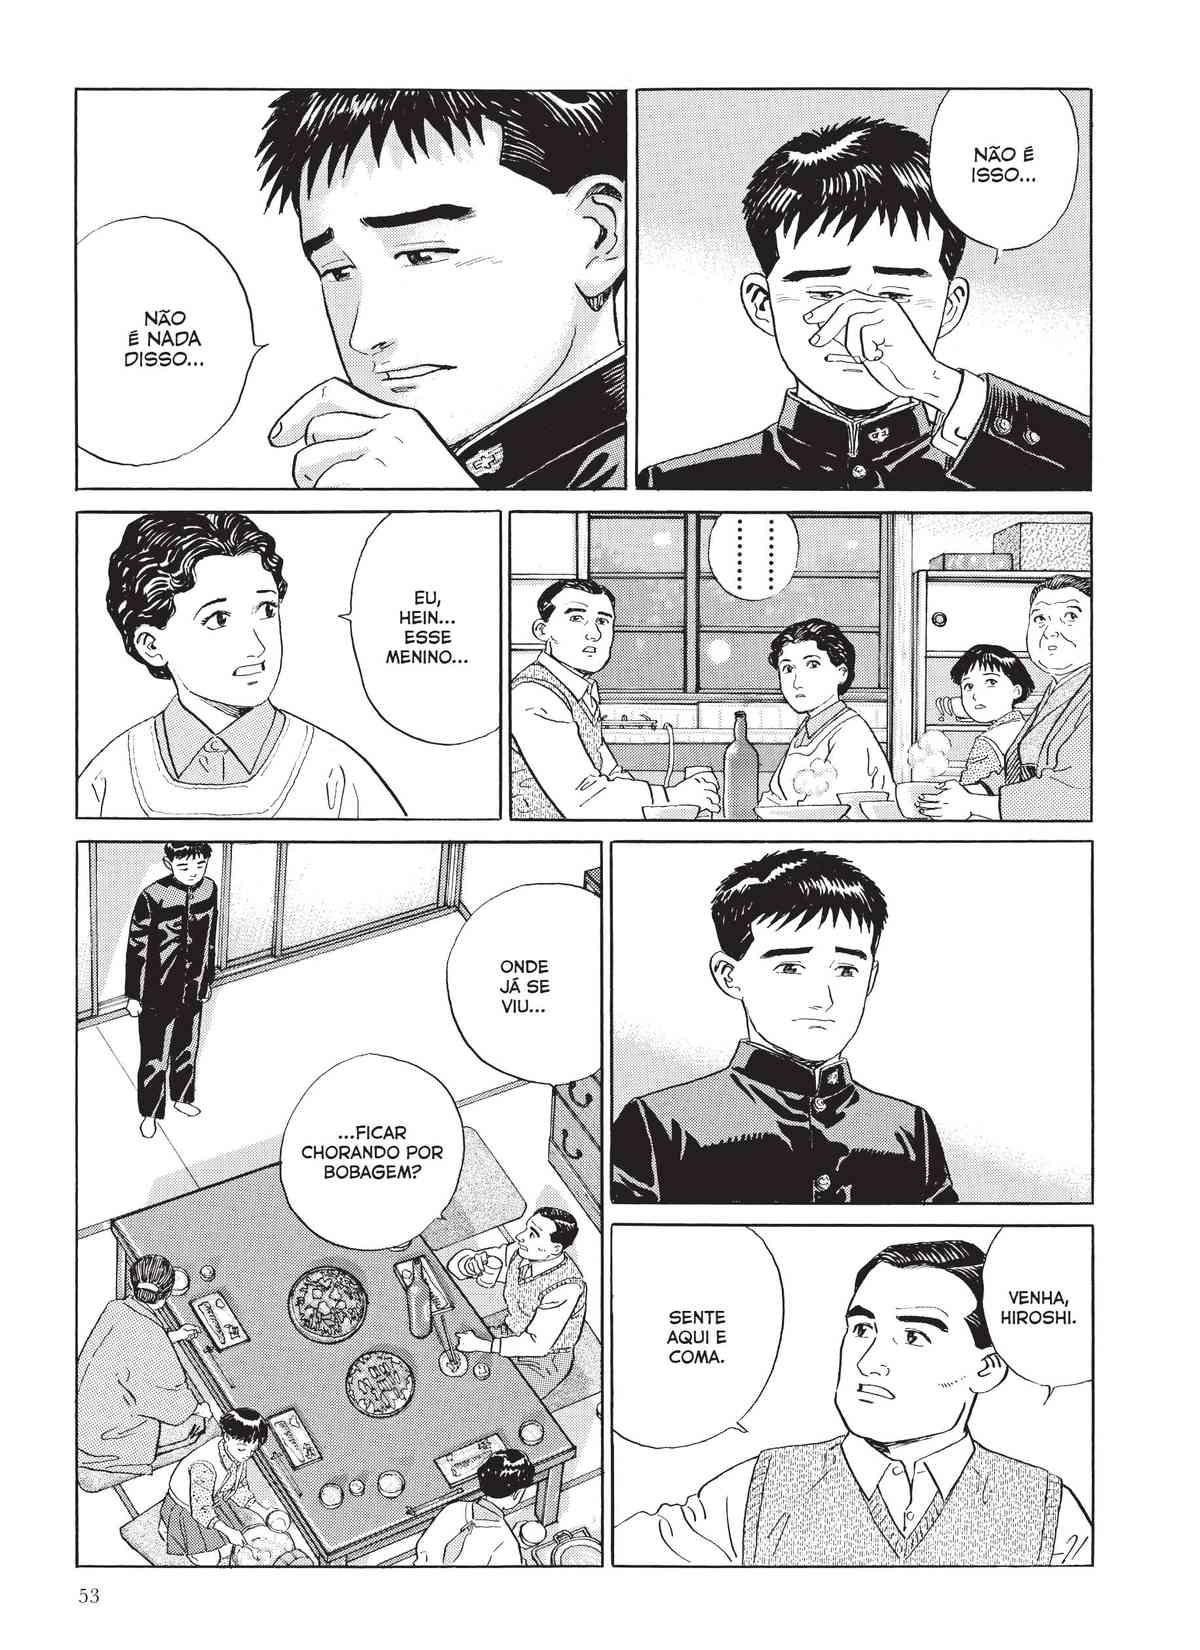 NÃO É
ISSO...
NÃO
É NADA
DISSO...
EU,
HEIN...
ESSE
MENINO...
VENHA,
HIROSHI.
SENTE
AQUI E
COMA.
ONDE
JÁ SE
VIU...
...FICAR
CHORANDO POR
BOBAGEM?
53